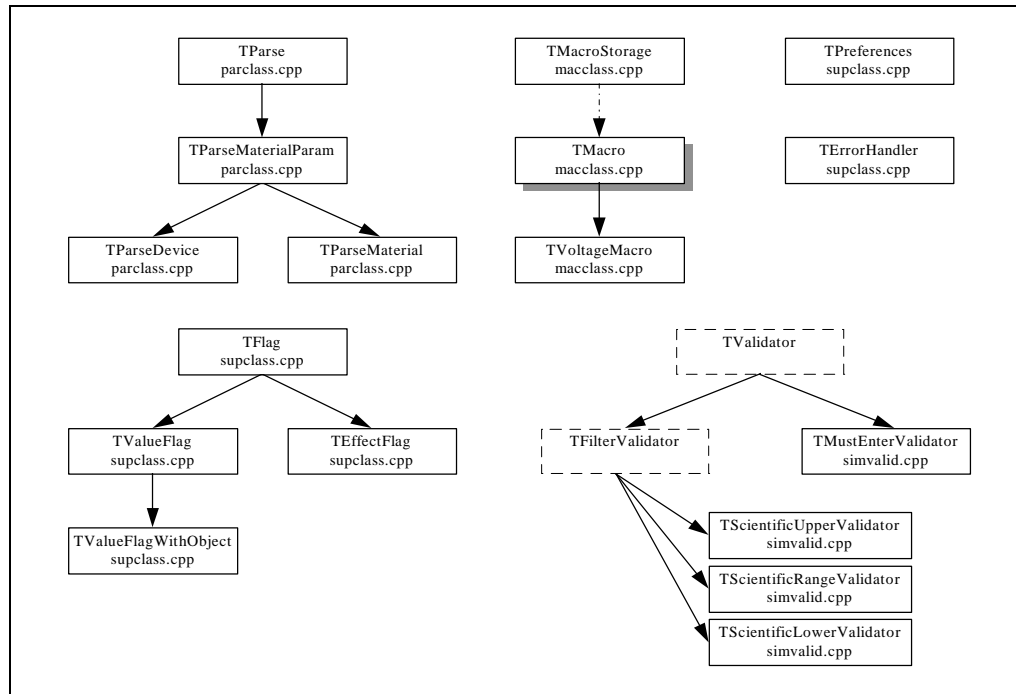 TParse
parclass.cpp
TMacroStorage
macclass.cpp
TPreferences
supclass.cpp
TParseMaterialParam
parclass.cpp
TMacro
macclass.cpp
TErrorHandler
supclass.cpp
TParseDevice
parclass.cpp
TParseMaterial
parclass.cpp
TVoltageMacro
macclass.cpp
TFlag
supclass.cpp
TValidator
TValueFlag
supclass.cpp
TEffectFlag
supclass.cpp
TFilterValidator
TMustEnterValidator
simvalid.cpp
TValueFlagWithObject
supclass.cpp
TScientificUpperValidator
simvalid.cpp
TScientificRangeValidator
simvalid.cpp
TScientificLowerValidator
simvalid.cpp